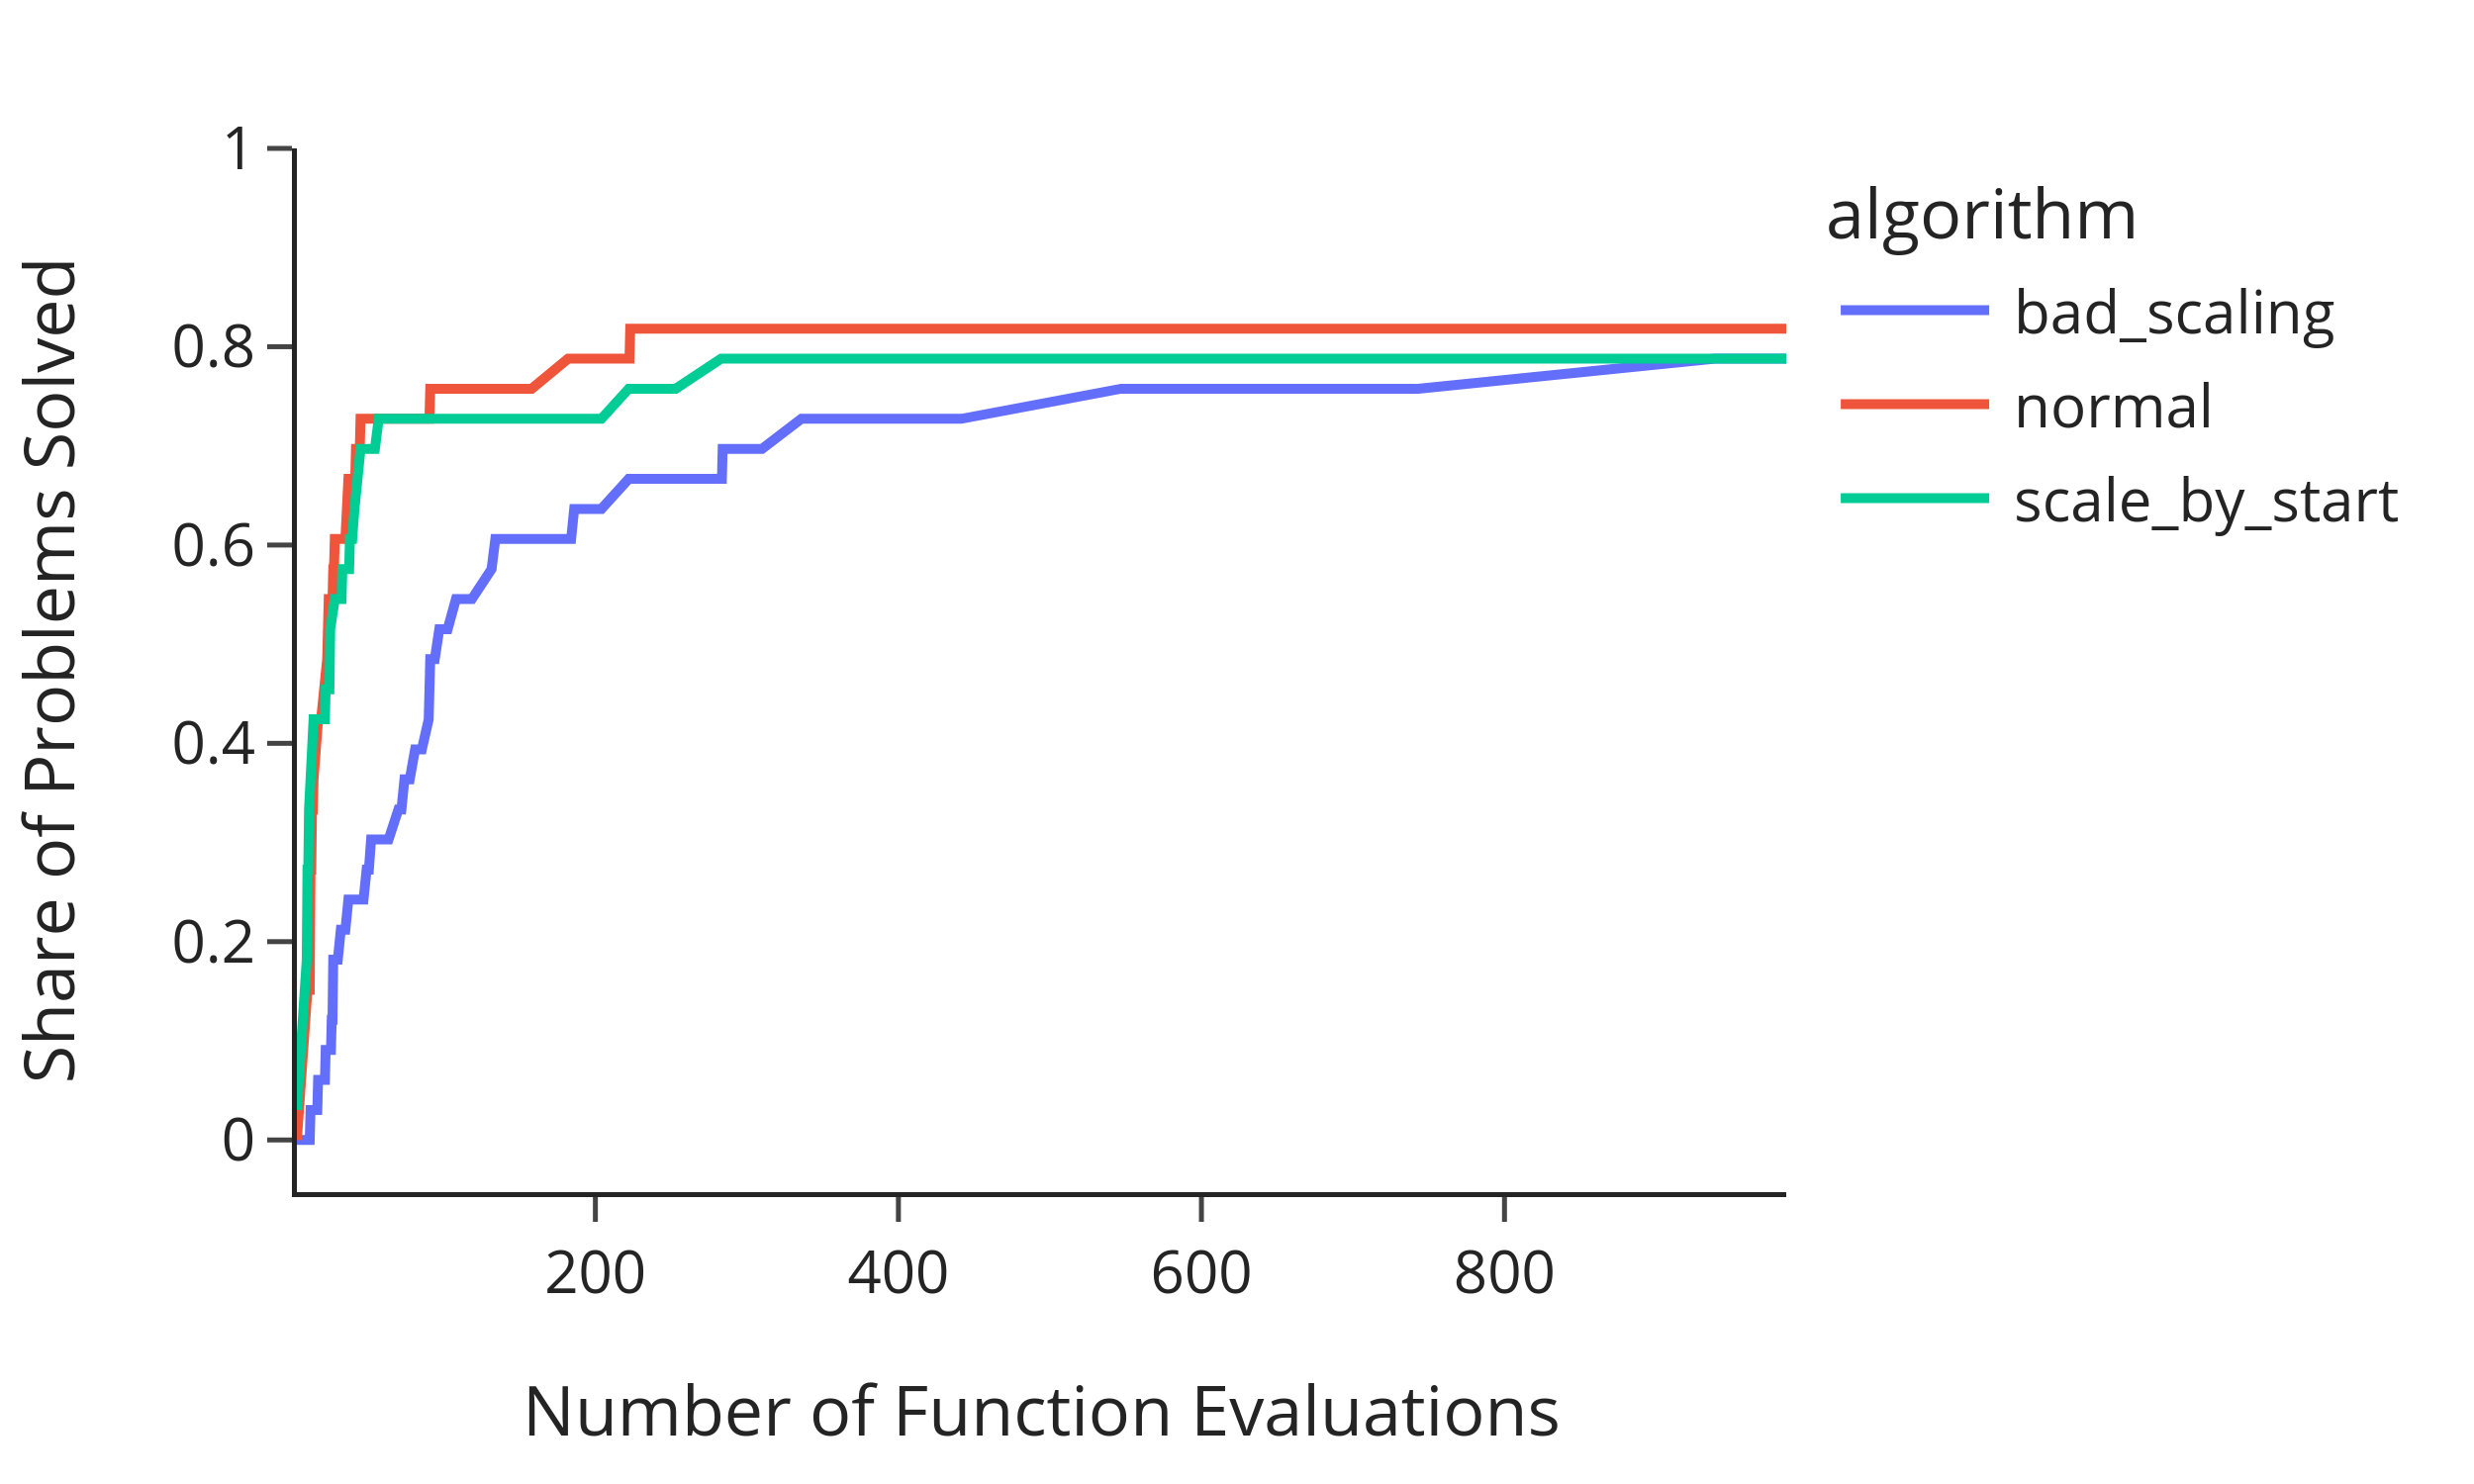 Share of Problems Solved
1
0.8
0.6
0.4
0.2
0
200
400
600
800
Number of Function Evaluations
algorithm
bad_scaling
normal
scale_by_start